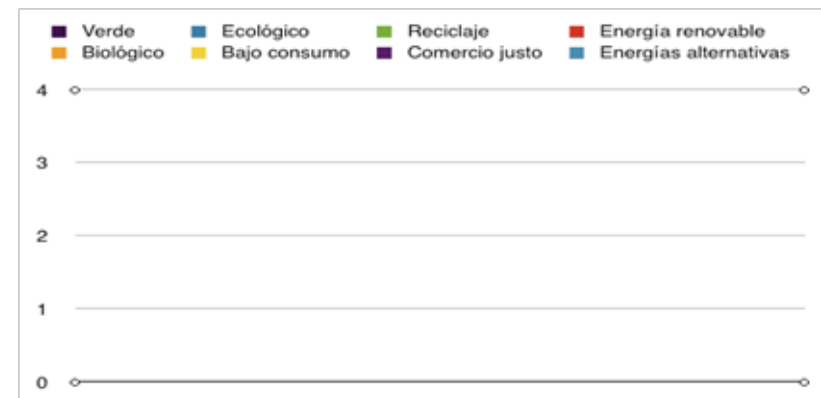 Verde Ecológico Reciclaje Energía renovable
Biológico Bajo consumo Comercio justo Energías alternativas
4
3
2
1
0